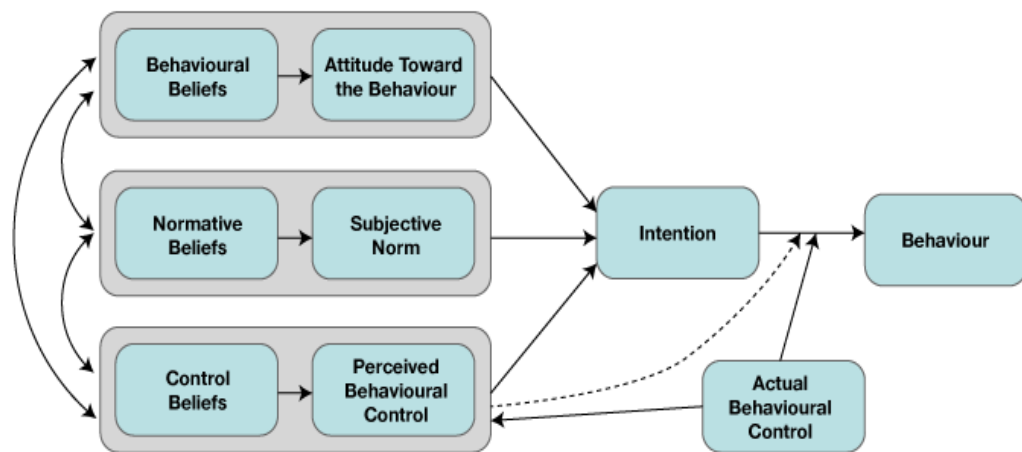 Behavioural
Beliefs
Attitude Toward
the Behaviour
Normative
Beliefs
Subjective
Norm
Intention
Behaviour
Control
Beliefs
Perceived
Behavioural
Control
Actual
Behavioural
Control